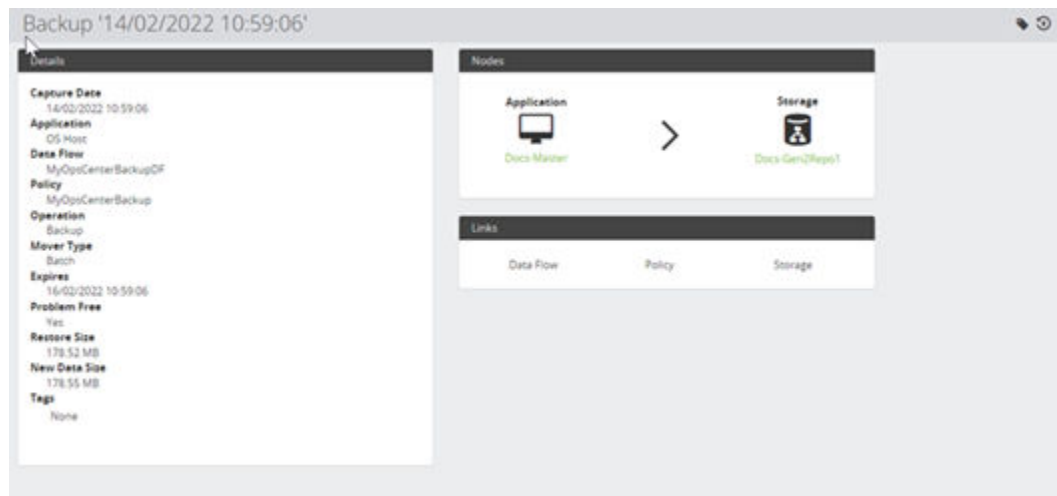 Backup '14/02/2022 10:59:06'
Details
Capture Date
14/02/2022 10:59:06
Application
OS Host
Data Flow
MyOpsCenterBackupDF
Policy
MyOpsCenterBackup
Operation
Backup
Mover Type
Batch
Expires
16/02/2022 10:59:06
Problem Free
Yes
Restore Size
178.52 MB
New Data Size
178.55 MB
Tags
None
Nodes
Application
Storage
Docs-Master
Docs-Gen2Repo1
Links
Data Flow
Policy
Storage